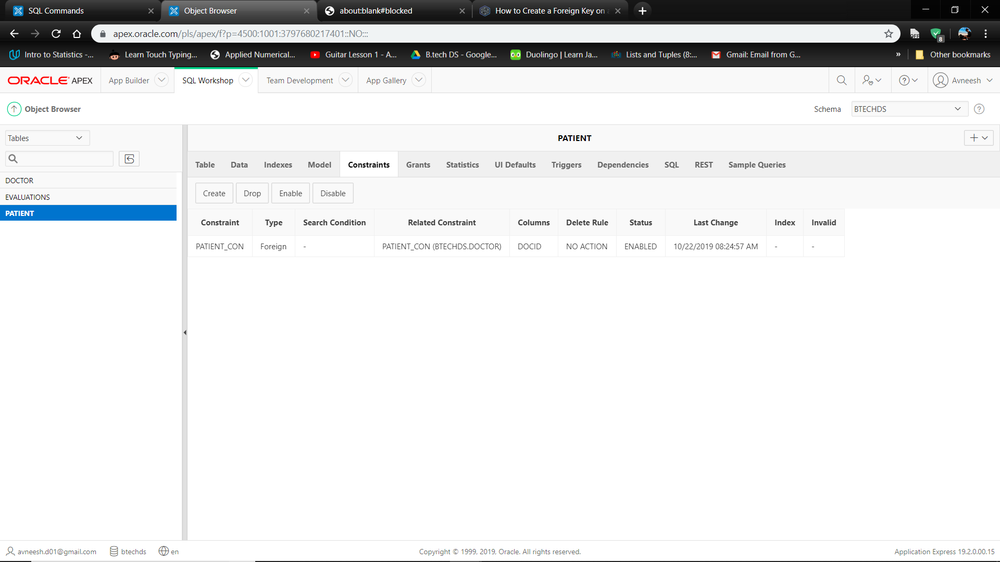 SQL Commands
Object Browser
about:blank#blocked
How to Create a Foreign Key on
apex.oracle.com/pls/apex/f?p=4500:1001:3797680217401::NO:::
OFF
8
Intro to Statistics -...
Learn Touch Typing...
Applied Numerical...
Guitar Lesson 1 - A...
B.tech DS - Google...
Duolingo | Learn Ja...
Lists and Tuples (8:...
Gmail: Email from G...
»
Other bookmarks
ORACLE APEX
App Builder
SQL Workshop
Team Development
App Gallery
Avneesh
Object Browser
Schema
BTECHDS
Tables
PATIENT
DOCTOR
EVALUATIONS
PATIENT
Table Data Indexes Model Constraints Grants Statistics UI Defaults Triggers Dependencies SQL REST Sample Queries
Create Drop Enable Disable
Constraint Type Search Condition Related Constraint Columns Delete Rule Status Last Change Index Invalid
PATIENT_CON Foreign - PATIENT_CON (BTECHDS.DOCTOR) DOCID NO ACTION ENABLED 10/22/2019 08:24:57 AM - -
avneesh.d01@gmail.com
btechds
en
Copyright © 1999, 2019, Oracle. All rights reserved.
Application Express 19.2.0.00.15